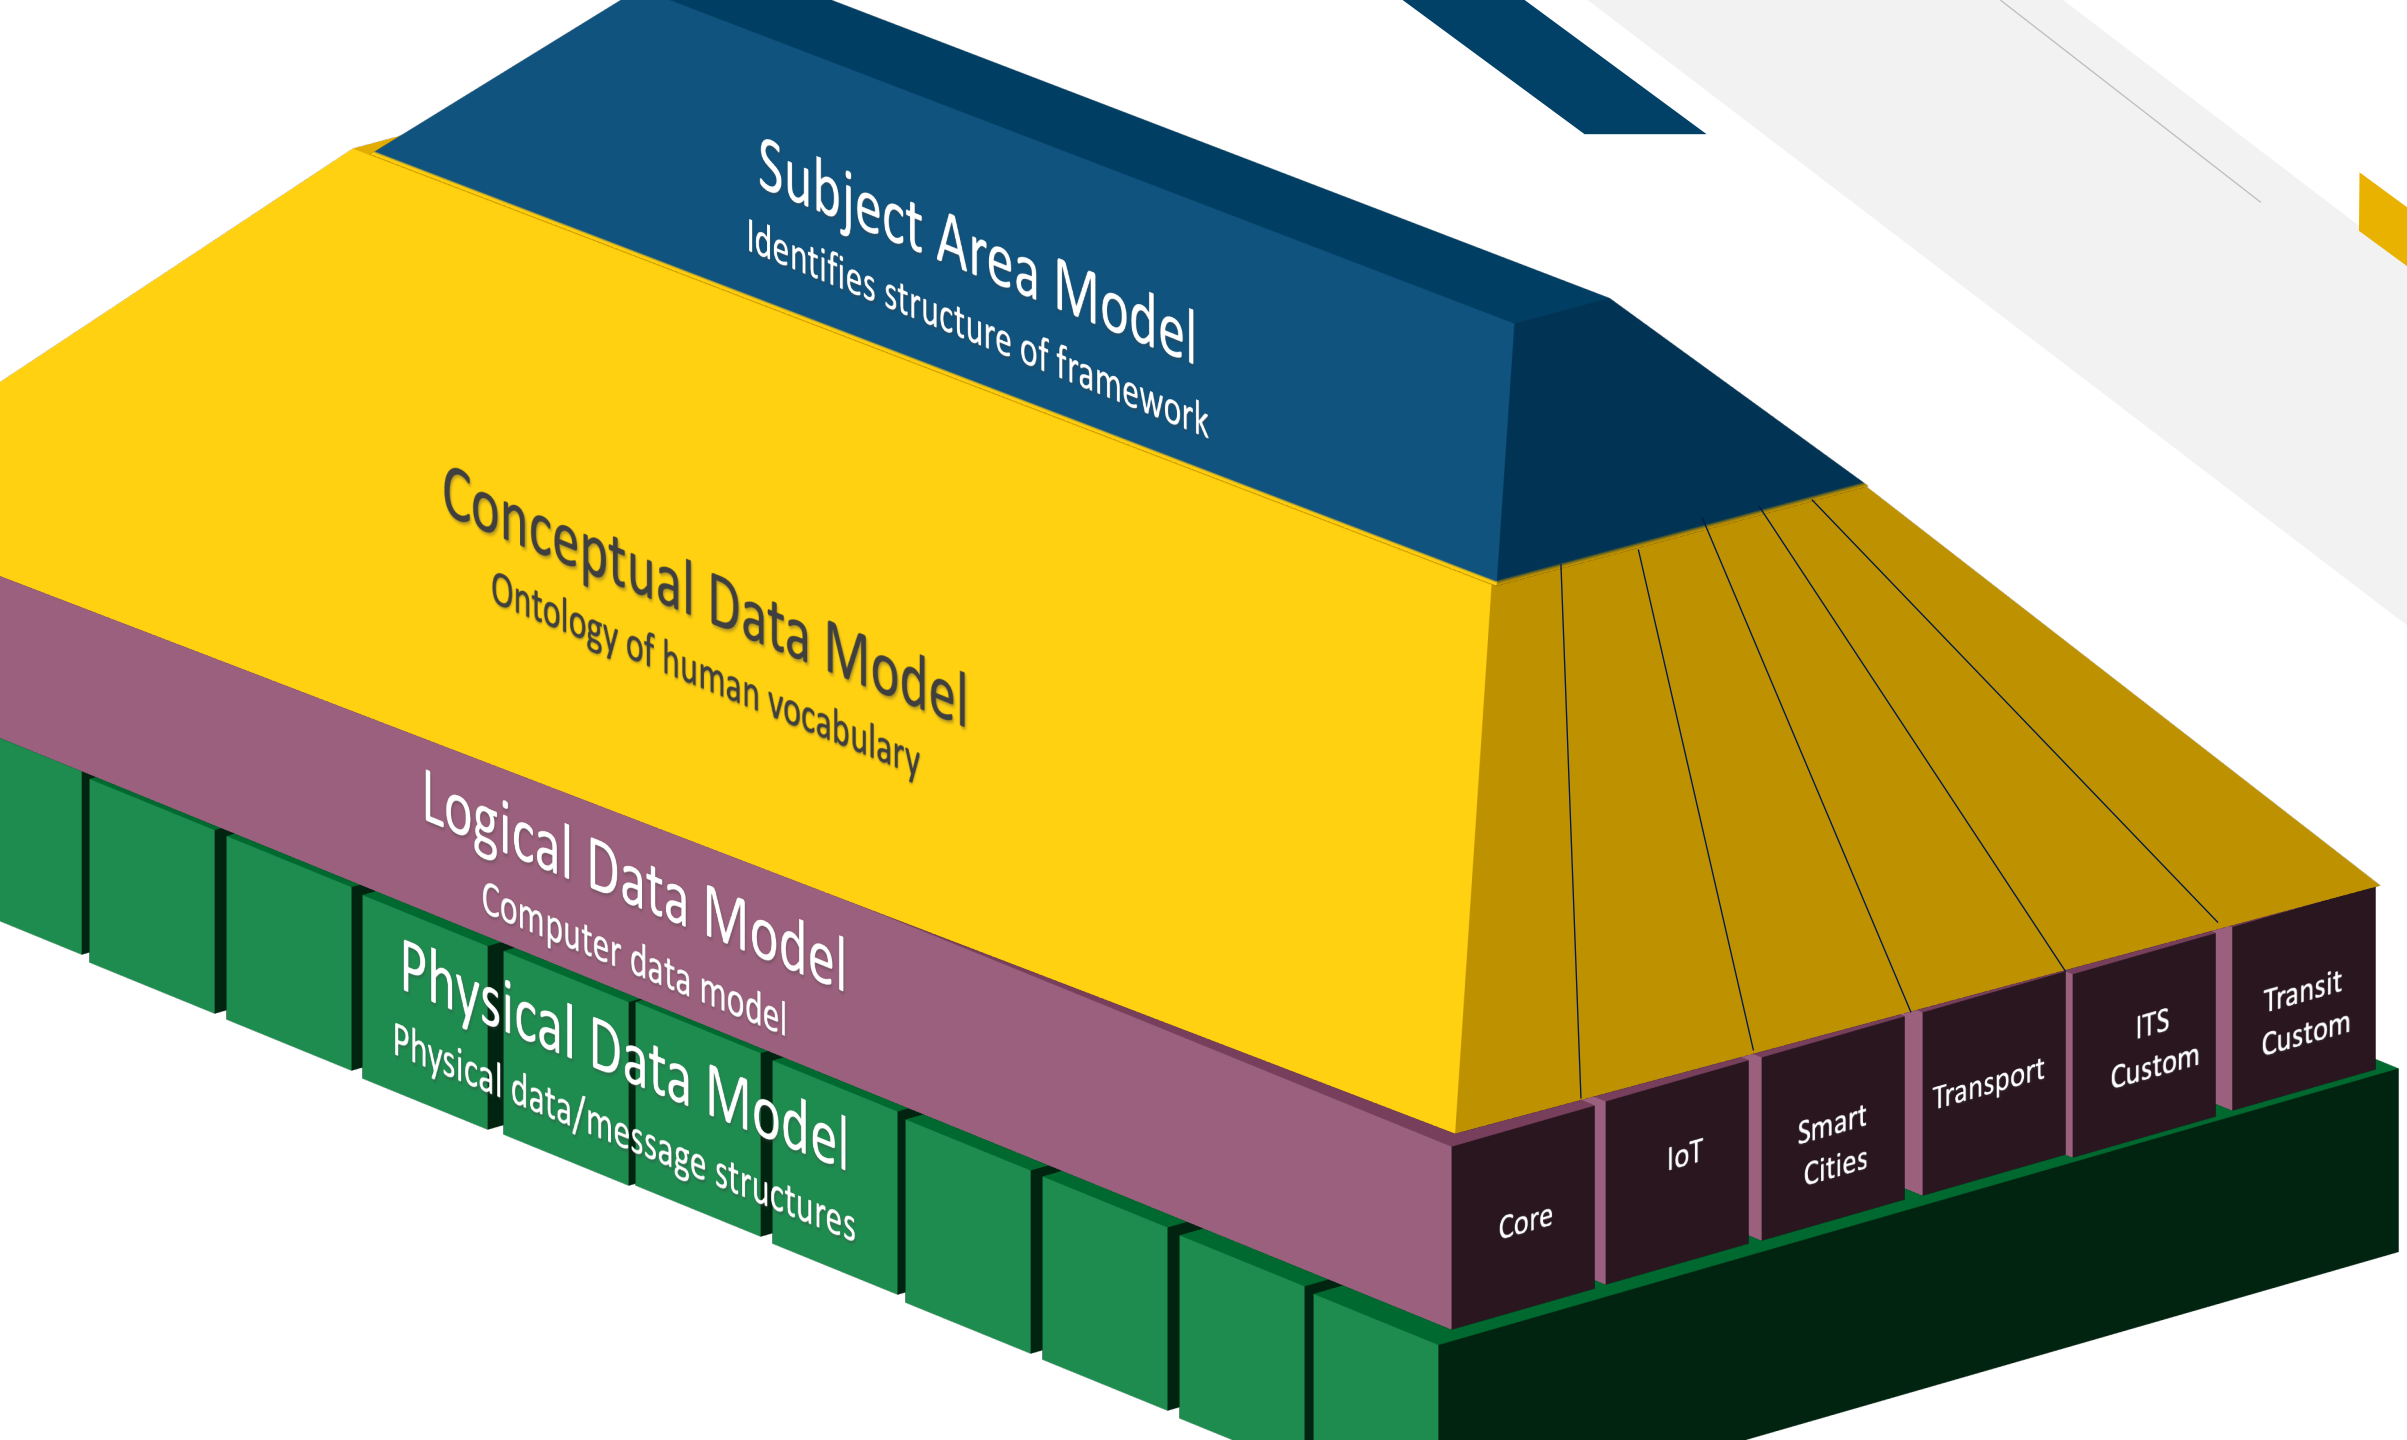 Subject Area Model
Identifies structure of framework
Conceptual Data Model
Ontology of human vocabulary
Logical Data Model
Computer data model
Physical Data Model
Physical data/message structures
Core
IoT
Smart
Cities
Transport
ITS
Custom
Transit
Custom